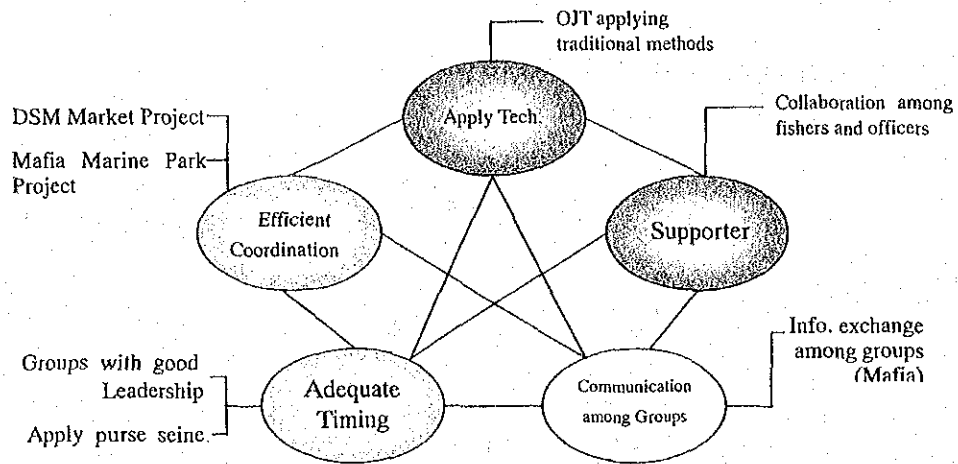 OJT applying
traditional methods
Apply Tech.
DSM Market Project
Mafia Marine Park
Project
Collaboration among
fishers and officers
Efficient
Coordination
Supporter
Info. exchange
among groups
(Mafia)
Groups with good
Leadership
Apply purse seine.
Adequate
Timing
Communication
among Groups